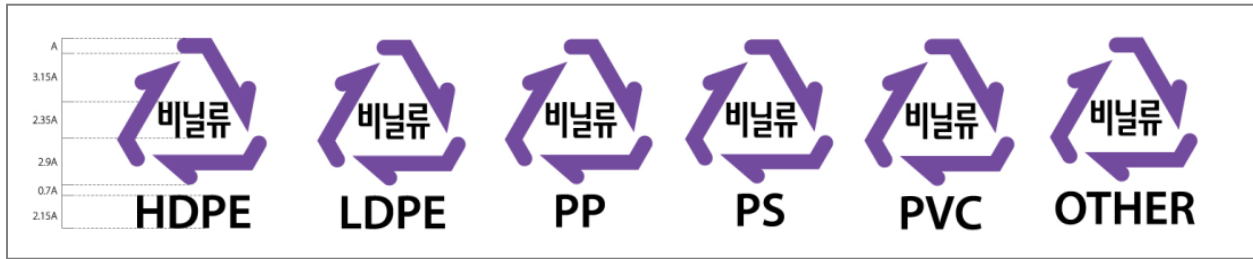 A
3.15A
2.35A
2.9A
0.7A
2.15A
비닐류 비닐류 비닐류 비닐류 비닐류 비닐류
HDPE LDPE PP PS PVC OTHER